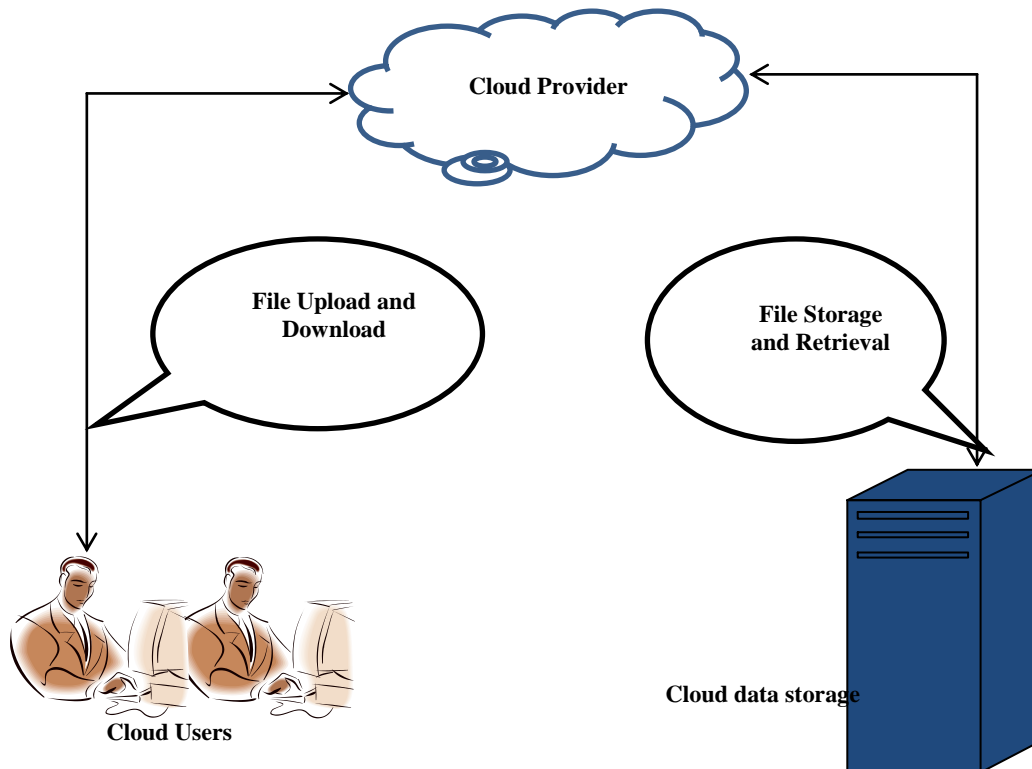 Cloud Provider
File Upload and
Download
File Storage
and Retrieval
Cloud data storage
Cloud Users